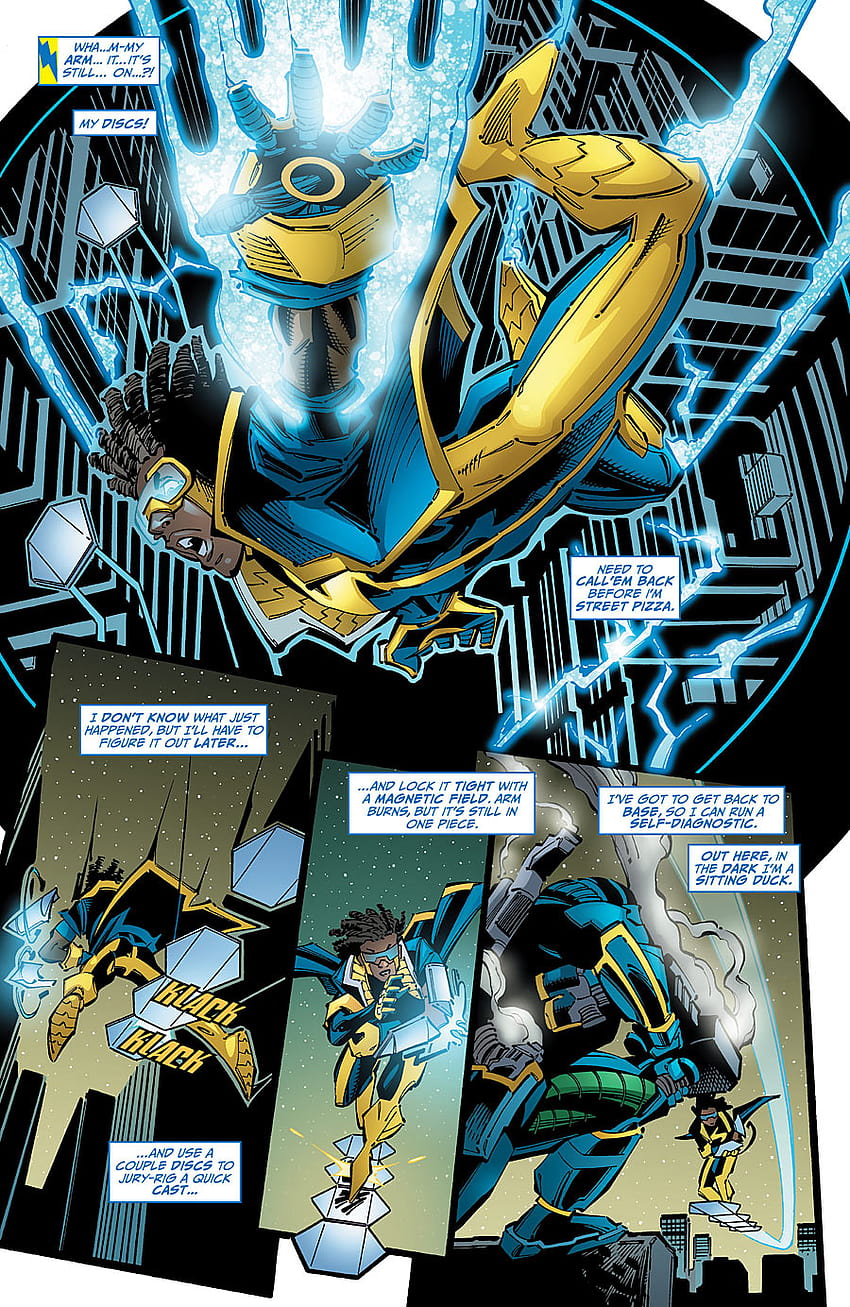 WHA...M-MY
ARM... IT...IT'S
STILL... ON...?!
MY DISCS!
NEED TO
CALL'EM BACK
BEFORE I'M
STREET PIZZA.
I DON'T KNOW WHAT JUST
HAPPENED, BUT I'LL HAVE TO
FIGURE IT OUT LATER...
KLACK
KLACK
...AND USE A
COUPLE DISCS TO
JURY-RIG A QUICK
CAST...
...AND LOCK IT TIGHT WITH
A MAGNETIC FIELD. ARM
BURNS, BUT IT'S STILL IN
ONE PIECE.
I'VE GOT TO GET BACK TO
BASE, SO I CAN RUN A
SELF-DIAGNOSTIC.
OUT HERE, IN
THE DARK I'M A
SITTING DUCK.